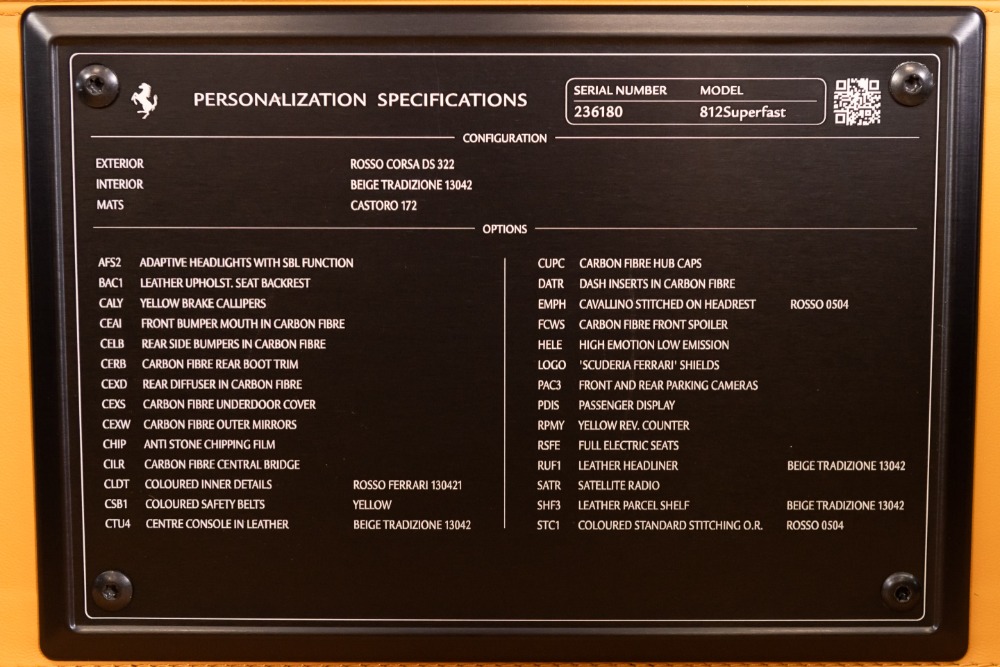 PERSONALIZATION SPECIFICATIONS
SERIAL NUMBER MODEL
236180 812Superfast
CONFIGURATION
EXTERIOR ROSSO CORSA DS 322
INTERIOR BEIGE TRADIZIONE 13042
MATS CASTORO 172
OPTIONS
AFS2 ADAPTIVE HEADLIGHTS WITH SBL FUNCTION
BAC1 LEATHER UPHOLST. SEAT BACKREST
CALY YELLOW BRAKE CALLIPERS
CEAI FRONT BUMPER MOUTH IN CARBON FIBRE
CELB REAR SIDE BUMPERS IN CARBON FIBRE
CERB CARBON FIBRE REAR BOOT TRIM
CEXD REAR DIFFUSER IN CARBON FIBRE
CEXS CARBON FIBRE UNDERDOOR COVER
CEXW CARBON FIBRE OUTER MIRRORS
CHIP ANTI STONE CHIPPING FILM
CILR CARBON FIBRE CENTRAL BRIDGE
CLDT COLOURED INNER DETAILS ROSSO FERRARI 130421
CSB1 COLOURED SAFETY BELTS YELLOW
CTU4 CENTRE CONSOLE IN LEATHER BEIGE TRADIZIONE 13042
CUPC CARBON FIBRE HUB CAPS
DATR DASH INSERTS IN CARBON FIBRE
EMPH CAVALLINO STITCHED ON HEADREST ROSSO 0504
FCWS CARBON FIBRE FRONT SPOILER
HELE HIGH EMOTION LOW EMISSION
LOGO 'SCUDERIA FERRARI' SHIELDS
PAC3 FRONT AND REAR PARKING CAMERAS
PDIS PASSENGER DISPLAY
RPMY YELLOW REV. COUNTER
RSFE FULL ELECTRIC SEATS
RUF1 LEATHER HEADLINER BEIGE TRADIZIONE 13042
SATR SATELLITE RADIO
SHF3 LEATHER PARCEL SHELF BEIGE TRADIZIONE 13042
STC1 COLOURED STANDARD STITCHING O.R. ROSSO 0504